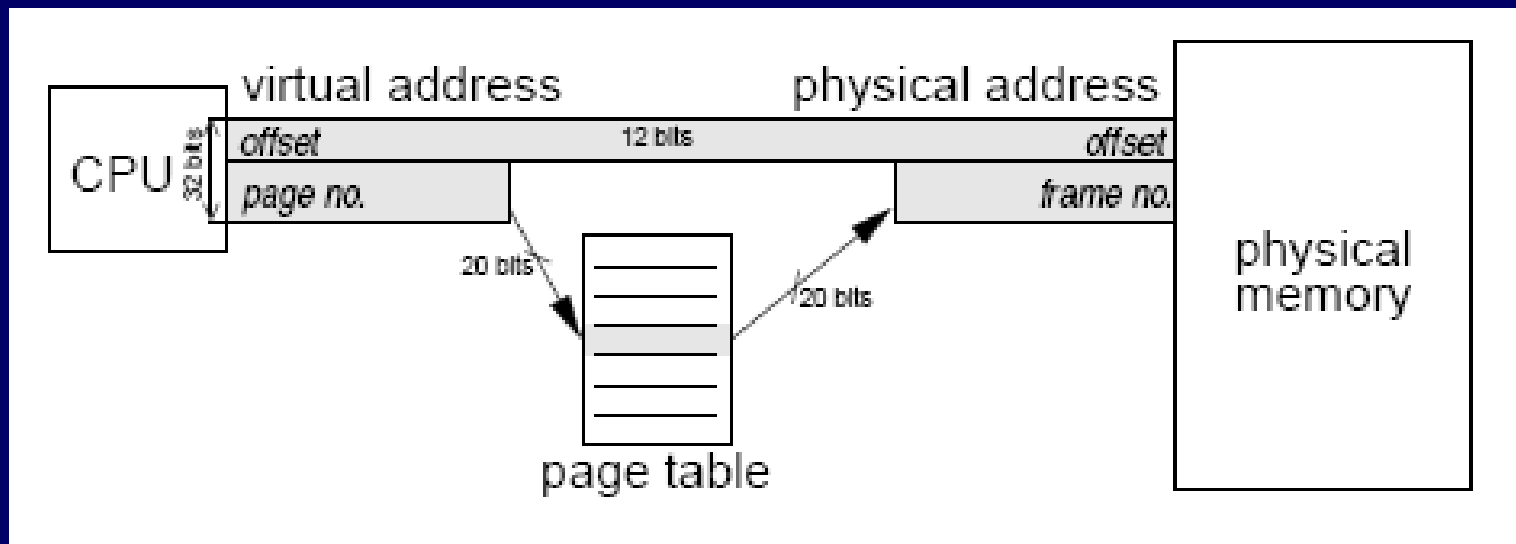 virtual address
physical address
CPU
32 bits
offset
12 bits
offset
page no.
frame no.
20 bits
20 bits
page table
physical
memory